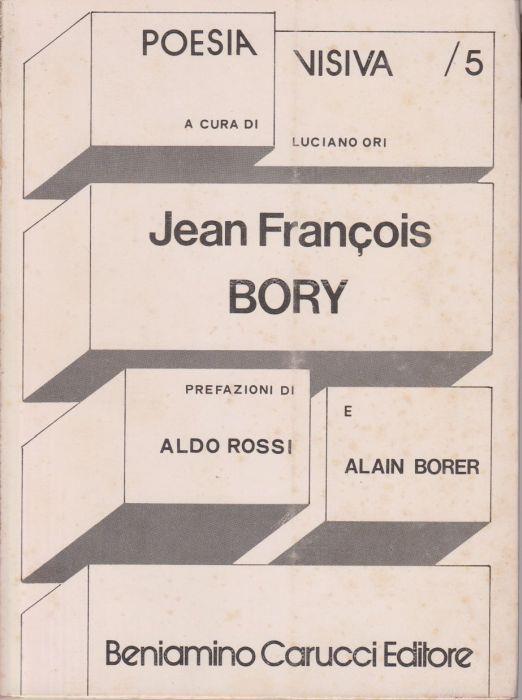 POESIA VISIVA /5
A CURA DI LUCIANO ORI
Jean François
BORY
PREFAZIONI DI E
ALDO ROSSI ALAIN BORER
Beniamino Carucci Editore